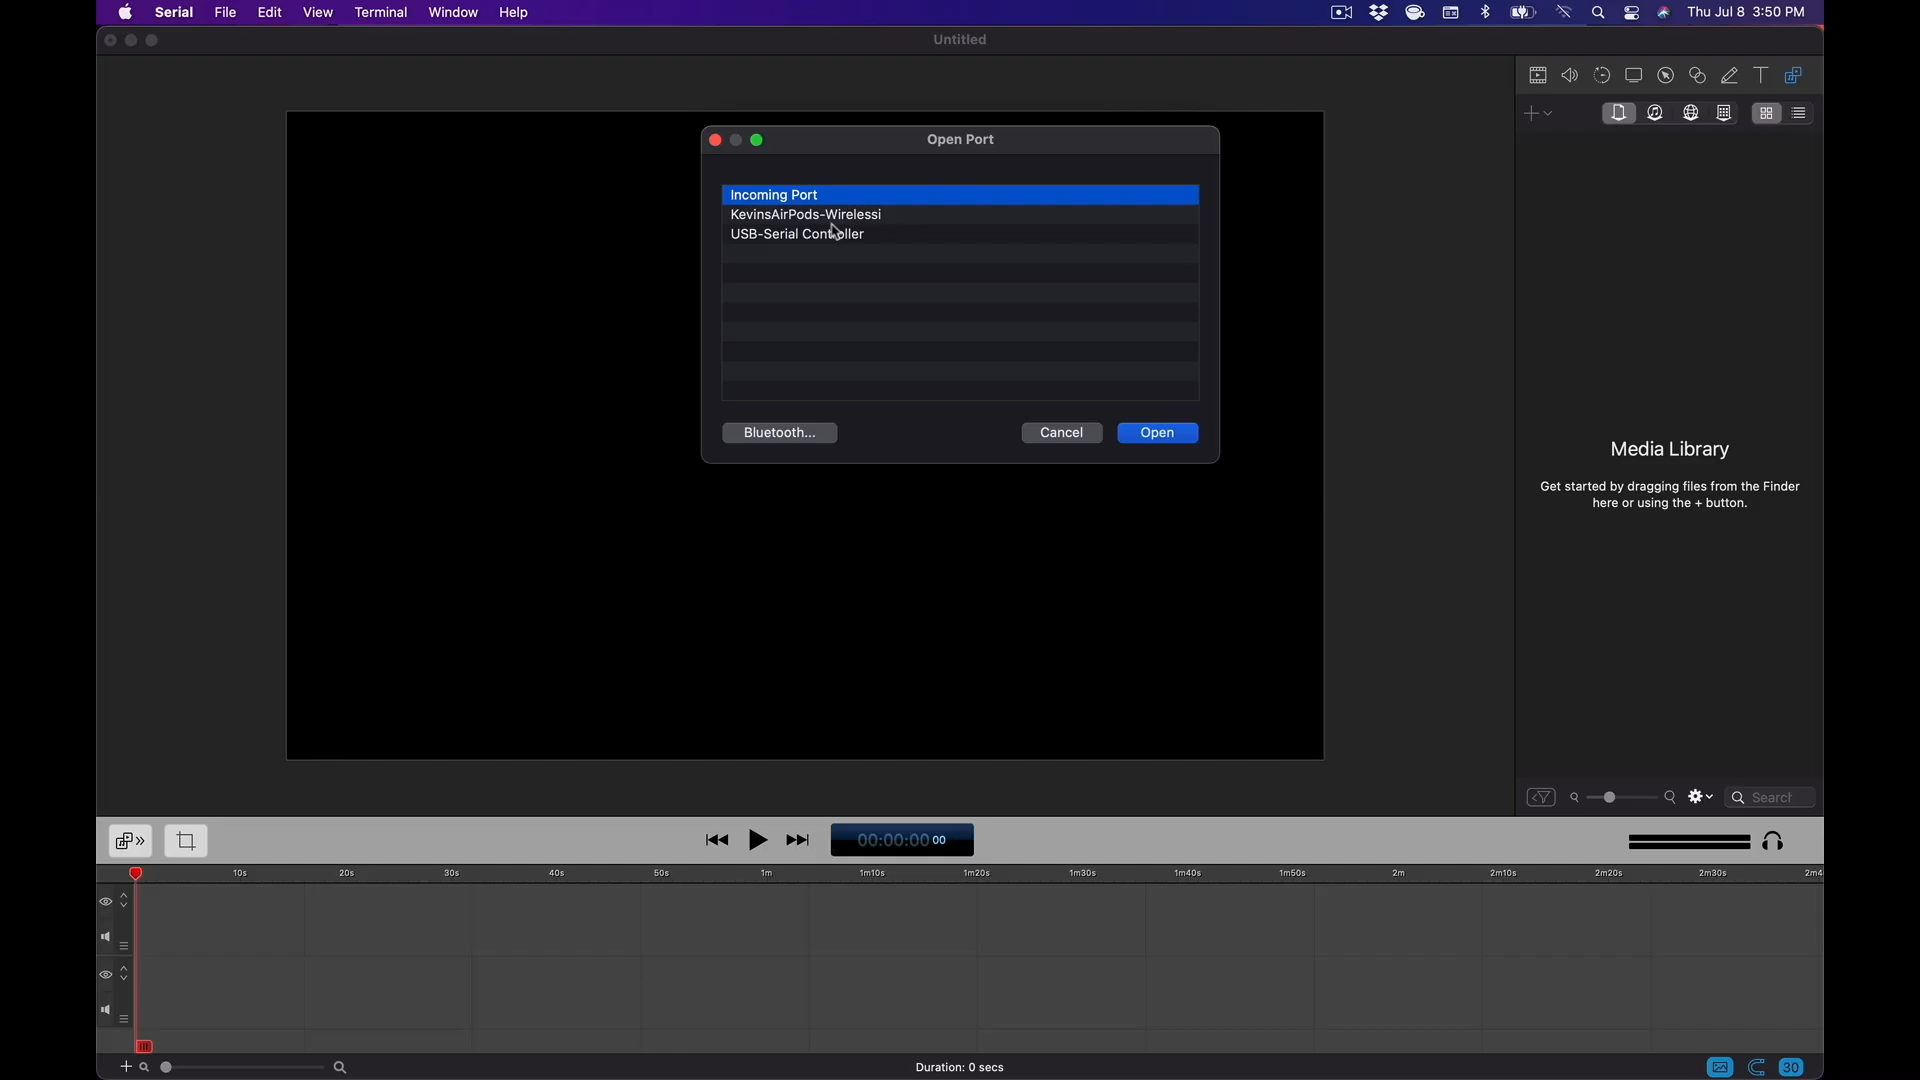 Serial File Edit View Terminal Window Help Thu Jul 8 3:50 PM
Untitled
Open Port
Incoming Port
KevinsAirPods-Wirelessi
USB-Serial Controller
Bluetooth... Cancel Open
Media Library
Get started by dragging files from the Finder
here or using the + button.
Search
00:00:00 00
10s 20s 30s 40s 50s 1m 1m10s 1m20s 1m30s 1m40s 1m50s 2m 2m10s 2m20s 2m30s 2m4
Duration: 0 secs
30